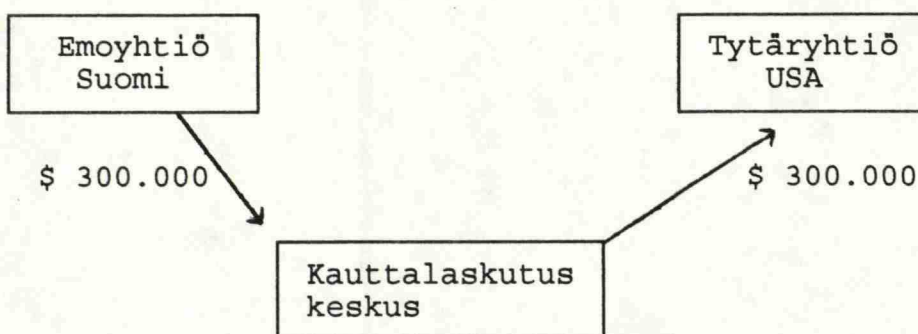 Emoyhtiö
Suomi
Tytäryhtiö
USA
$ 300.000
$ 300.000
Kauttalaskutus
keskus